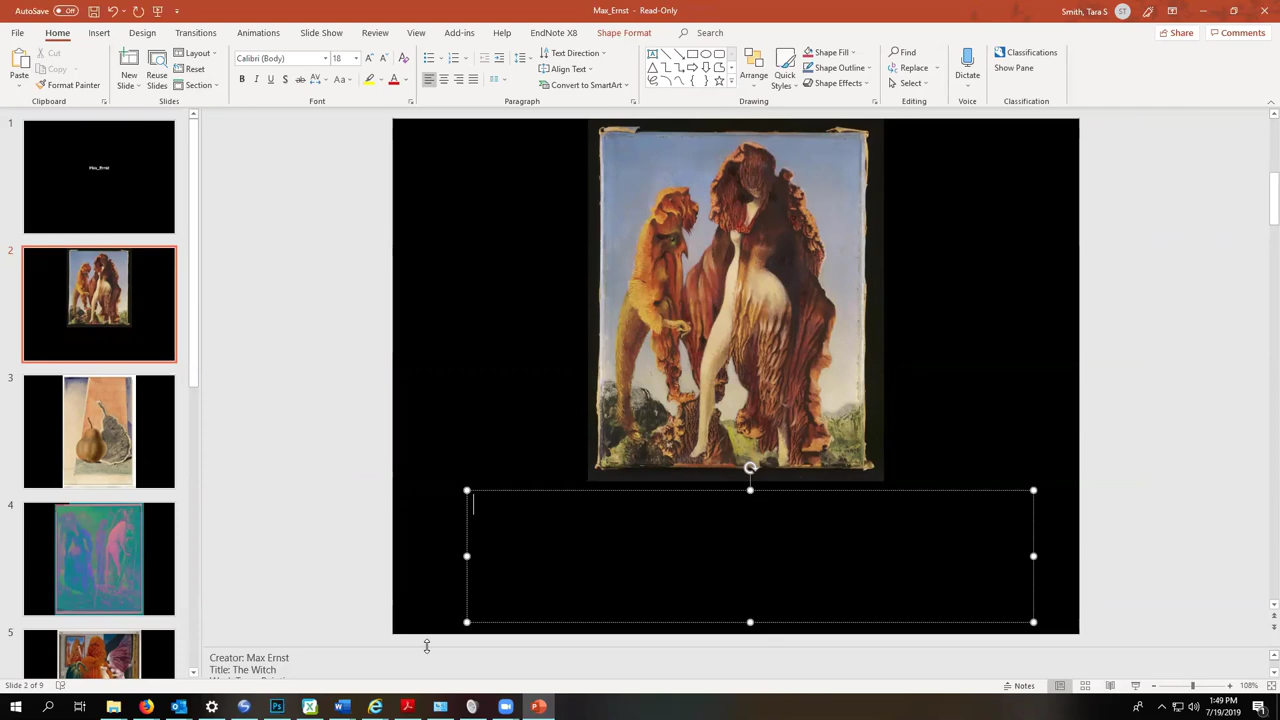 AutoSave Off
Max_Ernst - Read-Only
Smith, Tara S
File Home Insert Design Transitions Animations Slide Show Review View Add-ins Help EndNote X8 Shape Format Search
Share Comments
Paste
Cut
Copy
Format Painter
Clipboard
New Slide
Reuse Slides
Layout
Reset
Section
Slides
Calibri (Body) 18
B I U S ab AV Aa A
Font
Text Direction
Align Text
Convert to SmartArt
Paragraph
Arrange
Quick Styles
Shape Fill
Shape Outline
Shape Effects
Drawing
Find
Replace
Select
Editing
Dictate
Voice
Classifications
Show Pane
Classification
1
Max_Ernst
2
3
4
5
Creator: Max Ernst
Title: The Witch
Slide 2 of 9
Notes
108%
1:49 PM
7/19/2019